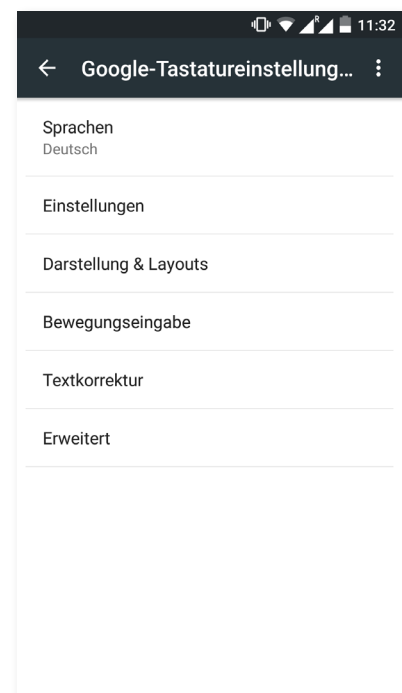 R 11:32
Google-Tastatureinstellung...
Sprachen
Deutsch
Einstellungen
Darstellung & Layouts
Bewegungseingabe
Textkorrektur
Erweitert